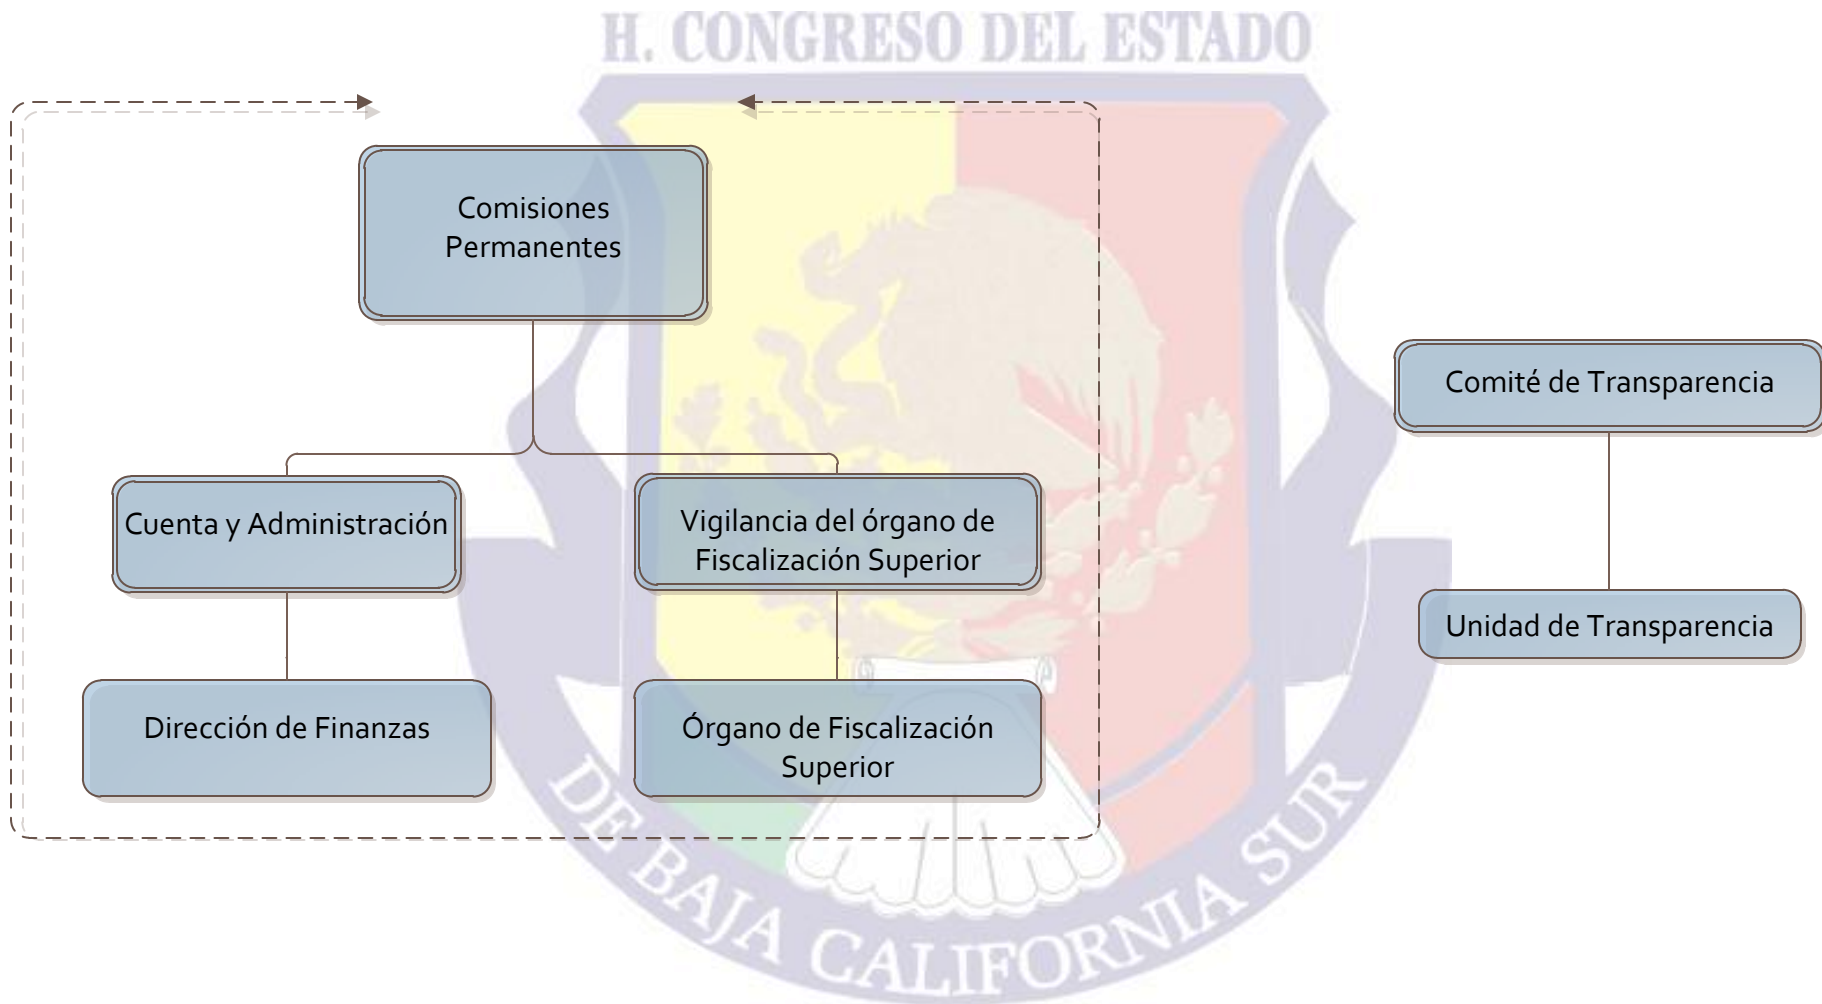 H. CONGRESO DEL ESTADO
Comisiones
Permanentes
Comité de Transparencia
Cuenta y Administración
Vigilancia del órgano de
Fiscalización Superior
Unidad de Transparencia
Dirección de Finanzas
Órgano de Fiscalización
Superior
DE BAJA CALIFORNIA SUR